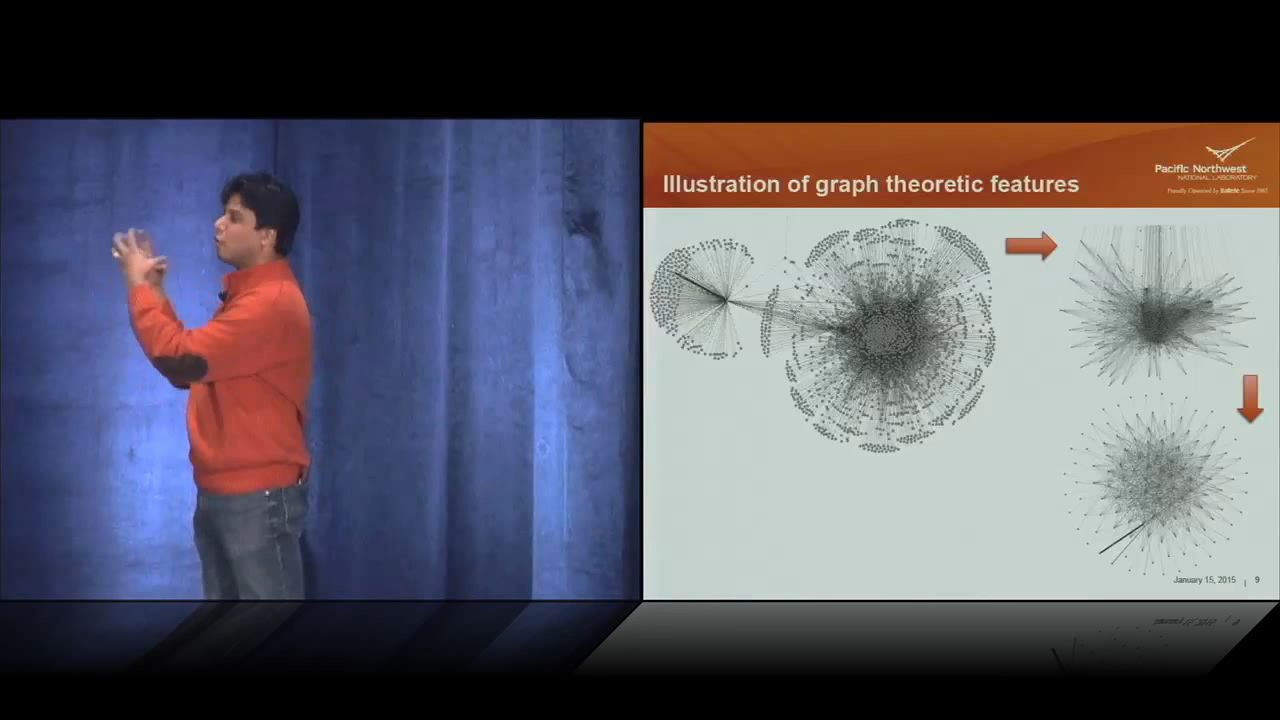 Illustration of graph theoretic features
Pacific Northwest
NATIONAL LABORATORY
Proudly Operated by Battelle Since 1965
January 15, 2015 | 9